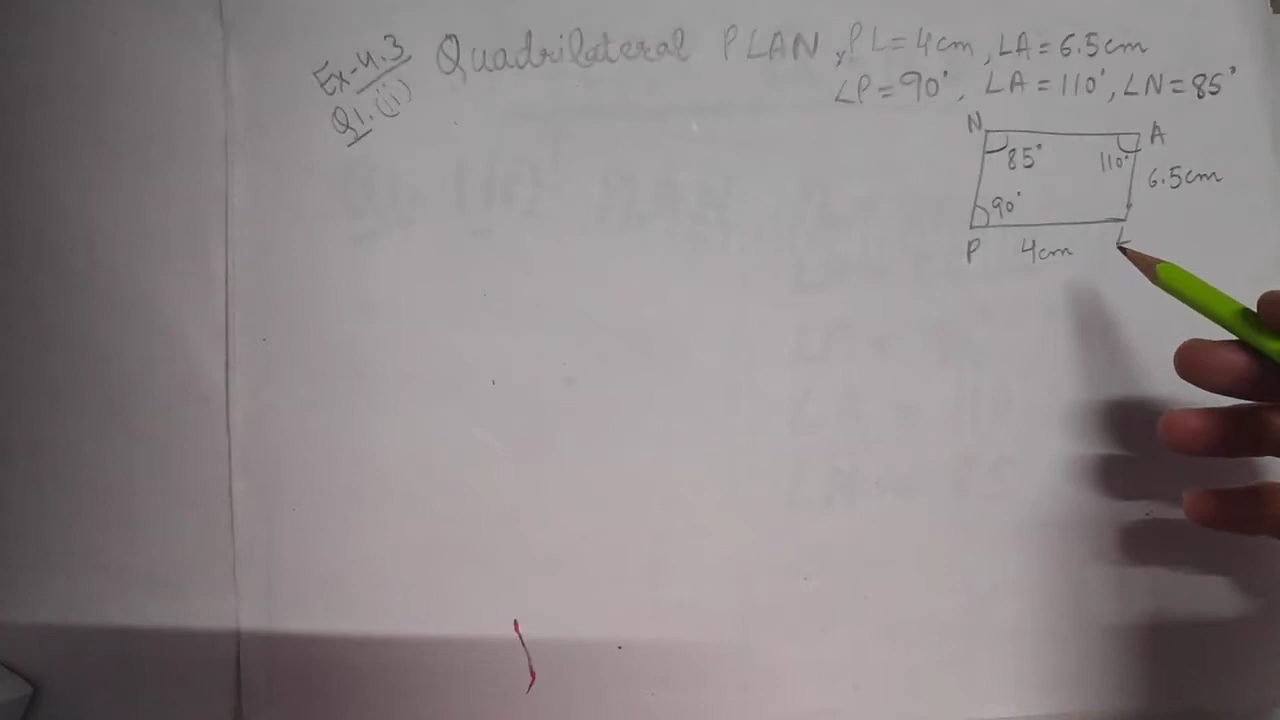 Ex-4.3 Quadrilateral PLAN, PL = 4cm, LA = 6.5cm
Q1.(ii) ∠P = 90°, ∠A = 110°, ∠N = 85°
N A
85° 110°
6.5cm
90°
P 4cm L